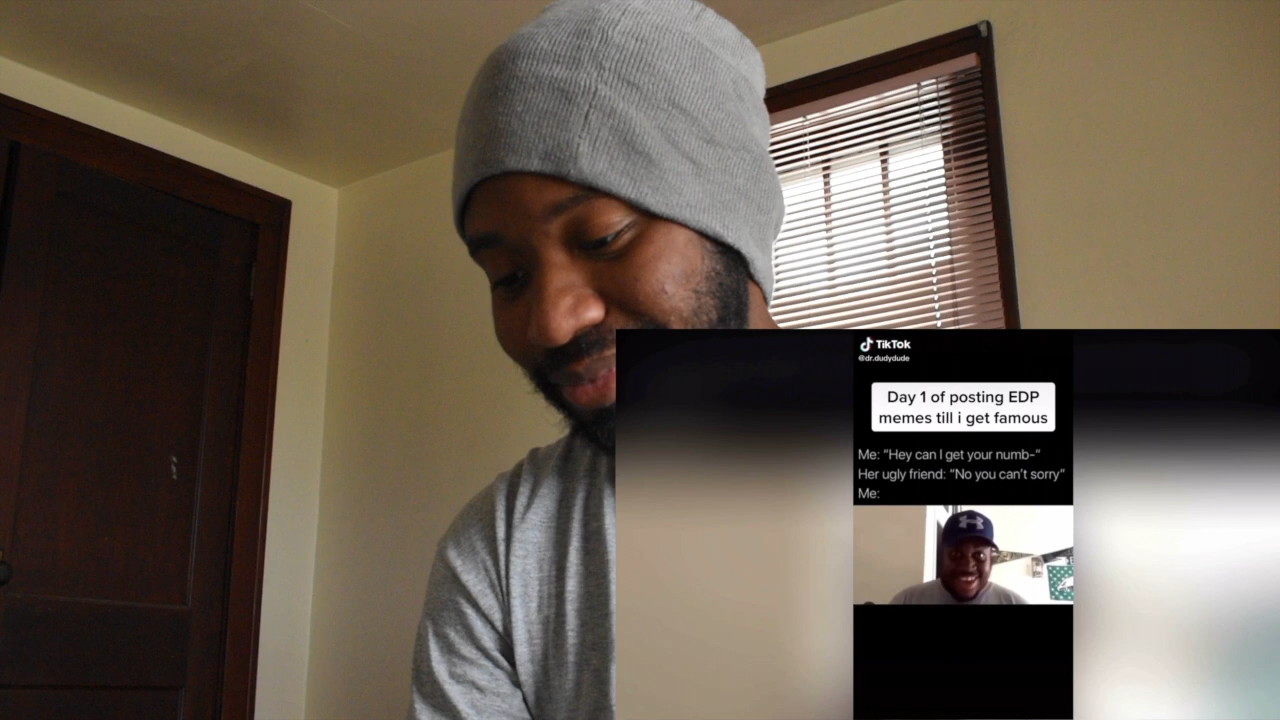 TikTok
@dr.dudydude
Day 1 of posting EDP
memes till i get famous
Me: “Hey can I get your numb-“
Her ugly friend: “No you can’t sorry”
Me: